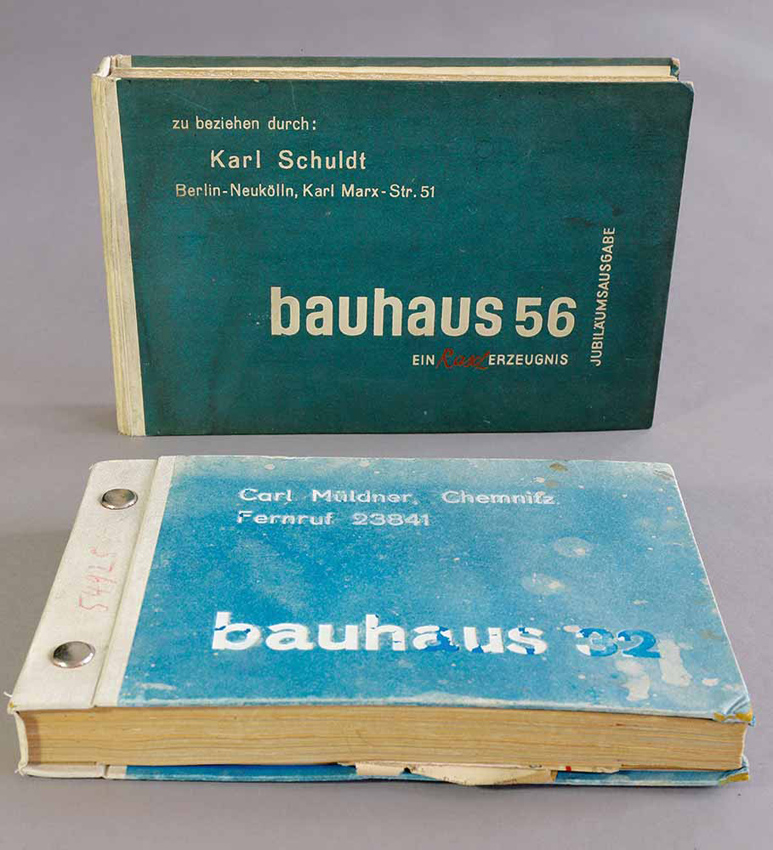 zu beziehen durch:
Karl Schuldt
Berlin-Neukölln, Karl Marx-Str. 51
bauhaus 56
EIN Rasch ERZEUGNIS
JUBILÄUMSAUSGABE
Carl Müldner, Chemnitz.
Fernruf 23841
bauhaus 32